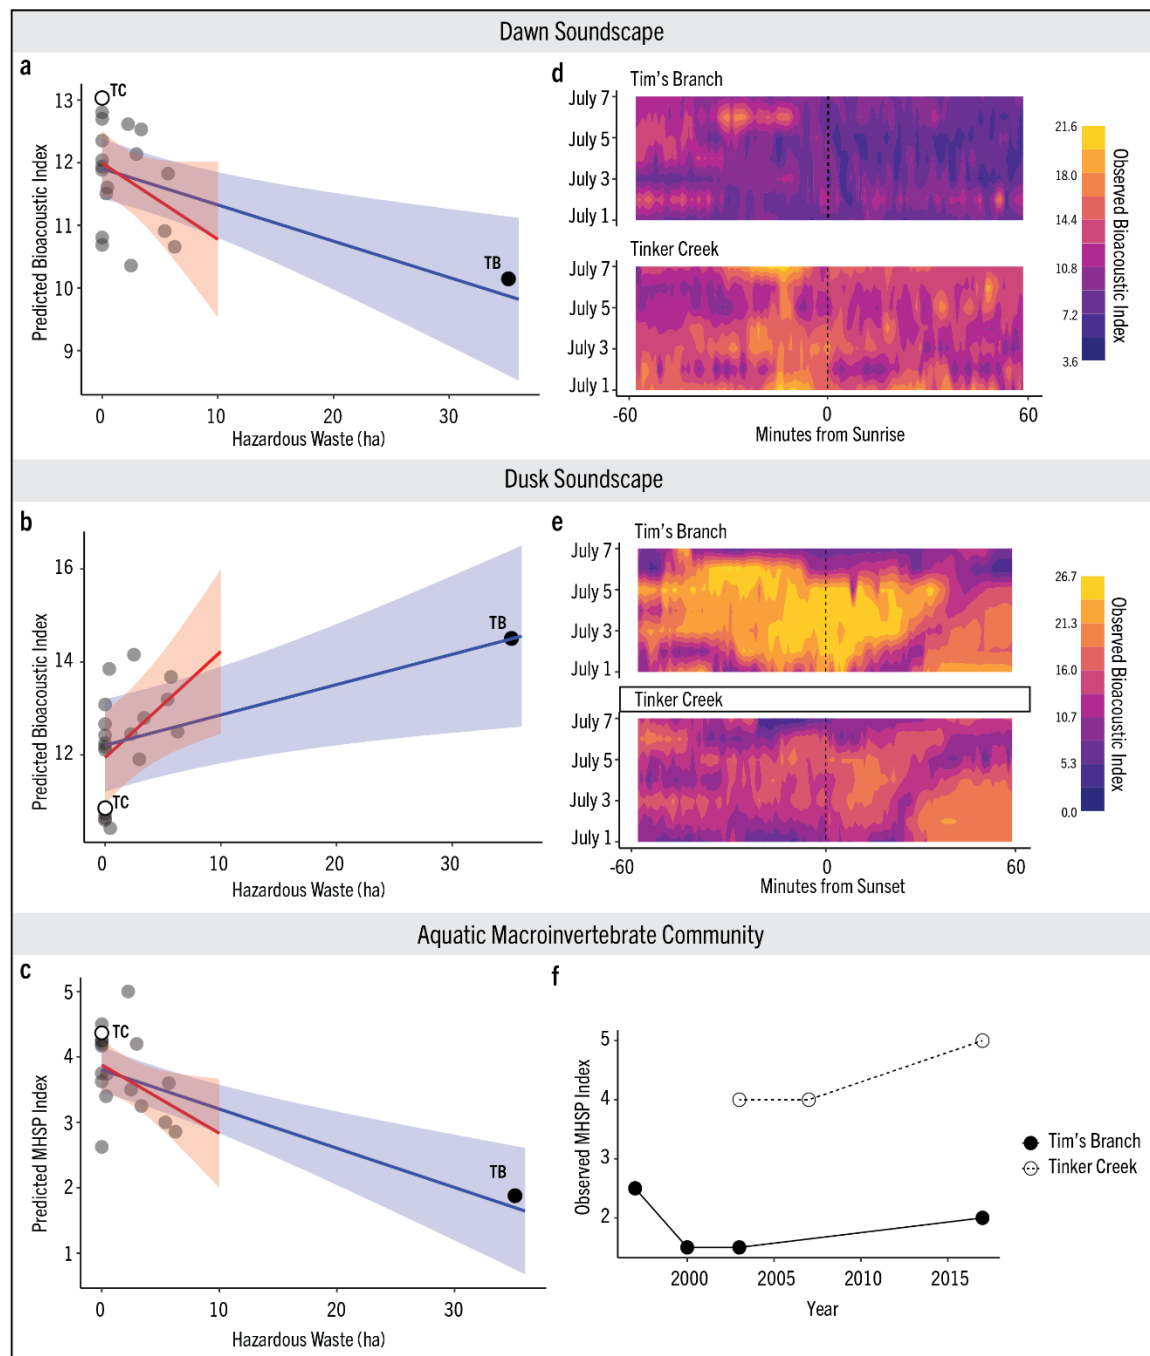 Dawn Soundscape
a
TC
13
12
11
10
9
TB
0
10
20
30
Predicted Bioacoustic Index
Hazardous Waste (ha)
d
Tim's Branch
July 7
July 5
July 3
July 1
Tinker Creek
July 7
July 5
July 3
July 1
-60
0
60
Minutes from Sunrise
21.6
18.0
14.4
10.8
7.2
3.6
Observed Bioacoustic Index
Dusk Soundscape
b
16
14
12
TB
TC
0
10
20
30
Predicted Bioacoustic Index
Hazardous Waste (ha)
e
Tim's Branch
July 7
July 5
July 3
July 1
Tinker Creek
July 7
July 5
July 3
July 1
-60
0
60
Minutes from Sunset
26.7
21.3
16.0
10.7
5.3
0.0
Observed Bioacoustic Index
Aquatic Macroinvertebrate Community
c
5
4
3
2
1
TC
TB
0
10
20
30
Predicted MHSP Index
Hazardous Waste (ha)
f
5
4
3
2
2000
2005
2010
2015
Observed MHSP Index
Year
Tim's Branch
Tinker Creek